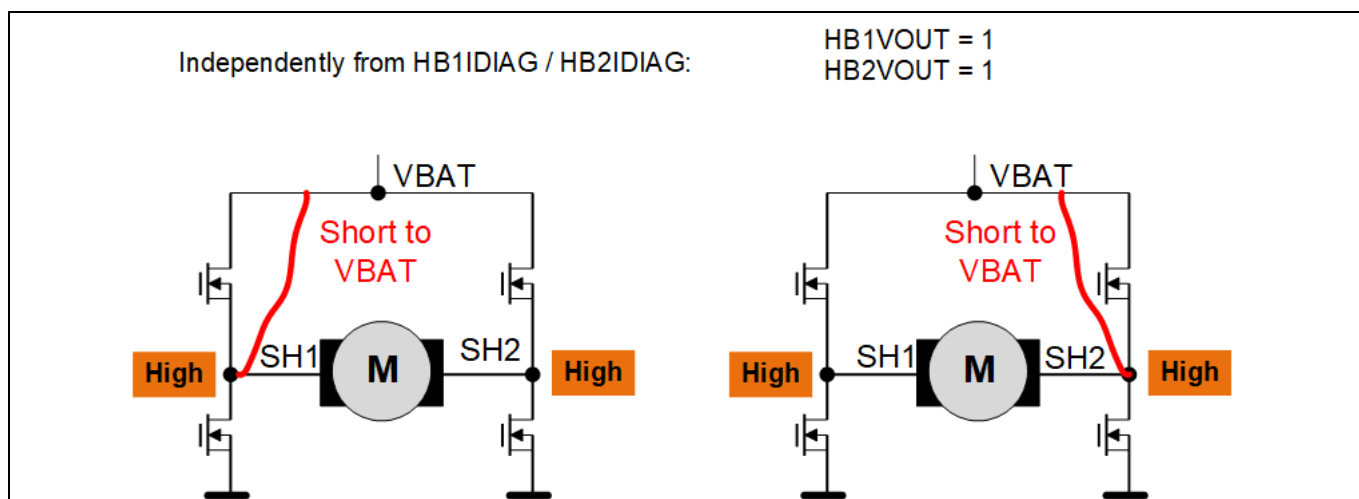 Independently from HB1IDIAG / HB2IDIAG:
HB1VOUT = 1
HB2VOUT = 1
VBAT
Short to
VBAT
SH1
SH2
M
High
High
VBAT
Short to
VBAT
SH1
SH2
M
High
High